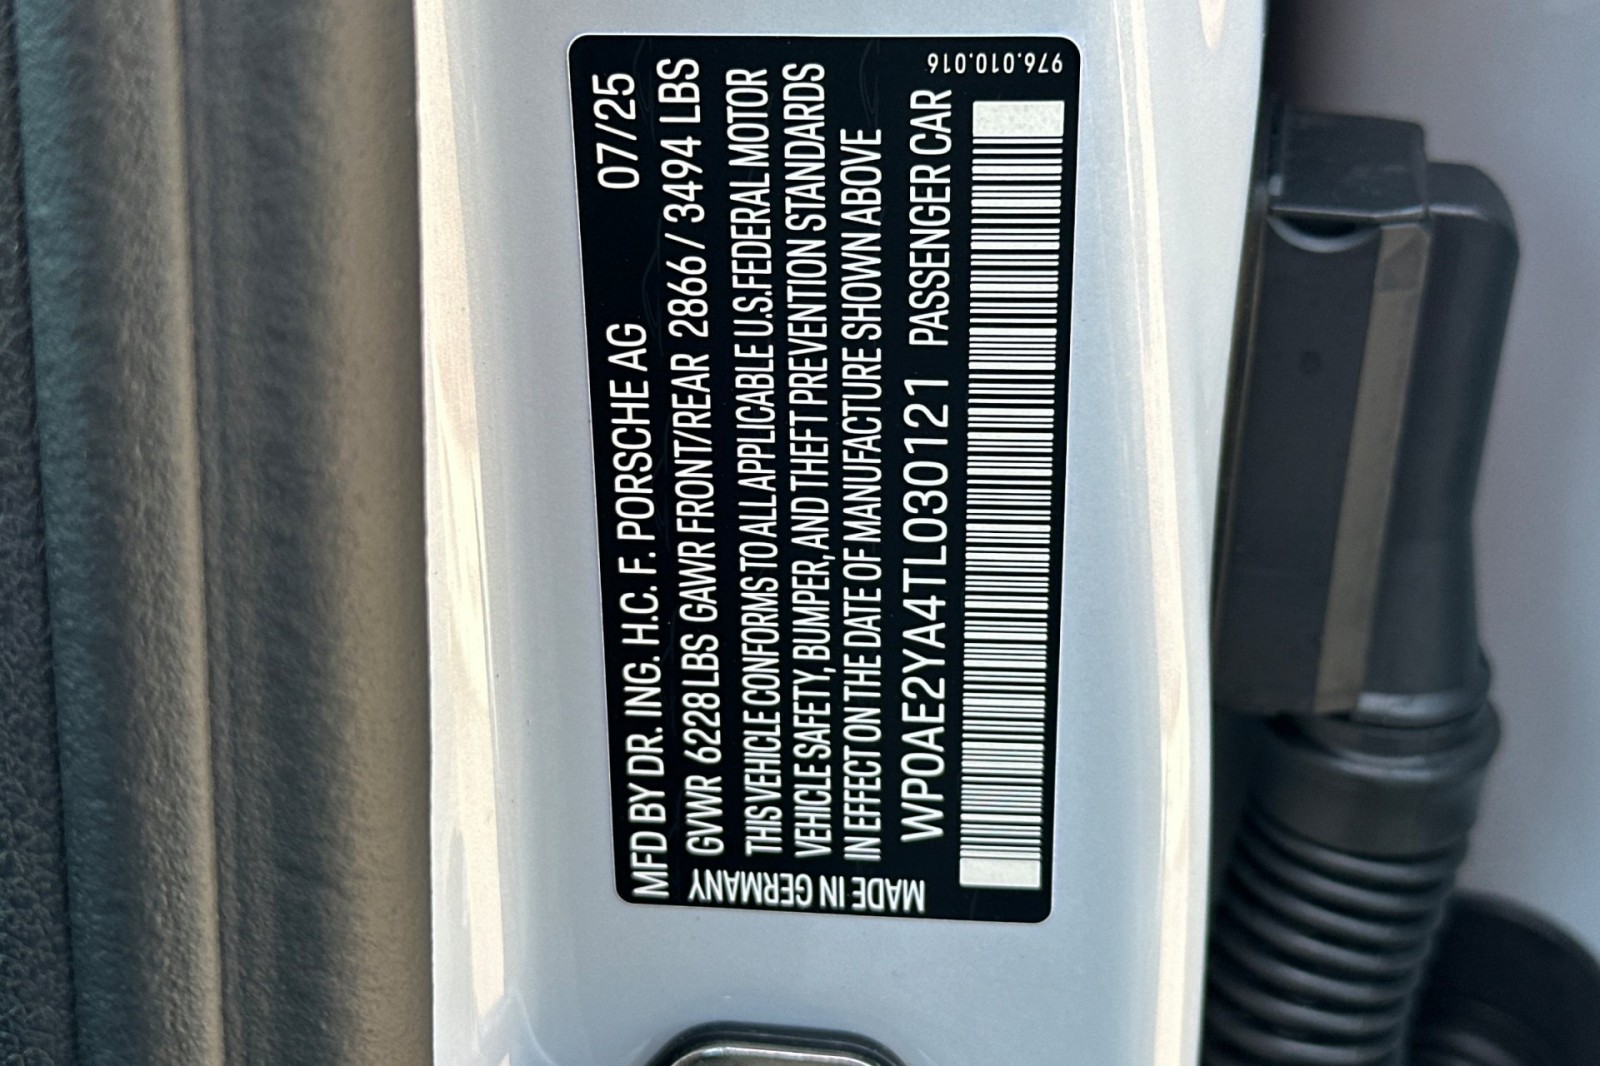 MFD BY DR. ING. H.C. F. PORSCHE AG 07/25
GVWR 6228 LBS GAWR FRONT/REAR 2866 / 3494 LBS
THIS VEHICLE CONFORMS TO ALL APPLICABLE U.S.FEDERAL MOTOR
VEHICLE SAFETY, BUMPER, AND THEFT PREVENTION STANDARDS
IN EFFECT ON THE DATE OF MANUFACTURE SHOWN ABOVE
WP0AE2YA4TL030121 PASSENGER CAR
MADE IN GERMANY
976.010.016